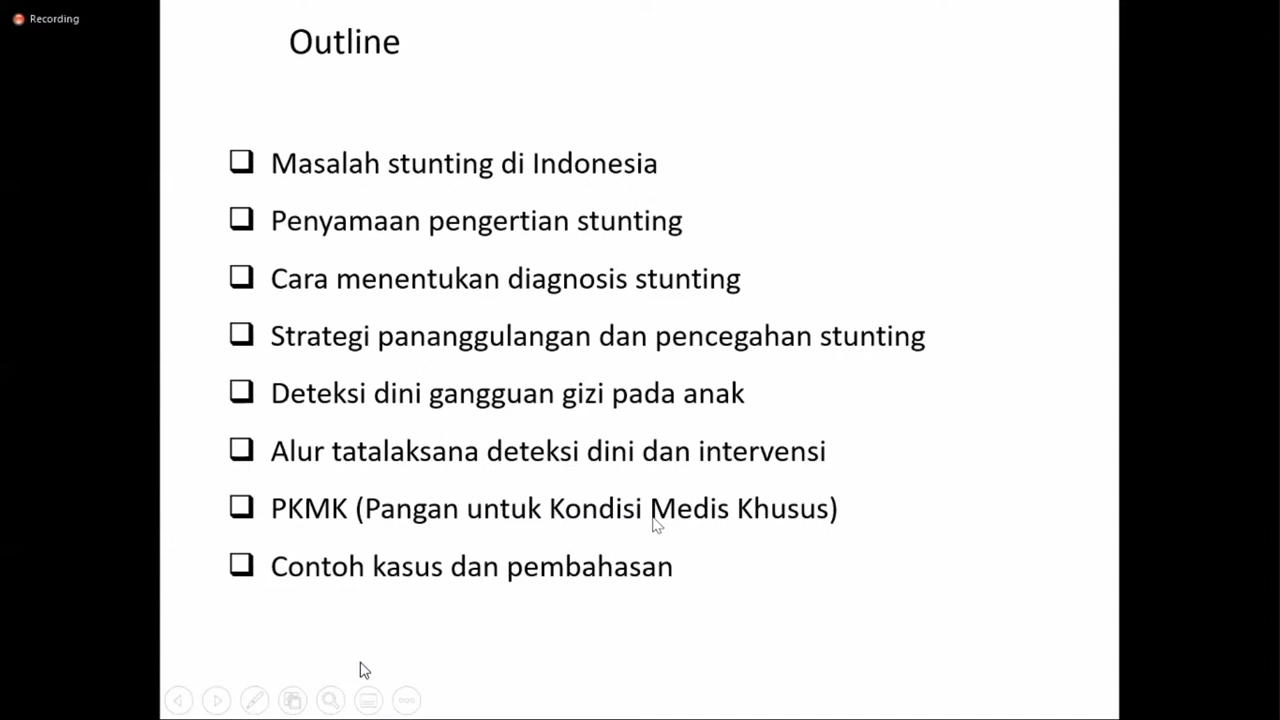 Recording
Outline
Masalah stunting di Indonesia
Penyamaan pengertian stunting
Cara menentukan diagnosis stunting
Strategi pananggulangan dan pencegahan stunting
Deteksi dini gangguan gizi pada anak
Alur tatalaksana deteksi dini dan intervensi
PKMK (Pangan untuk Kondisi Medis Khusus)
Contoh kasus dan pembahasan